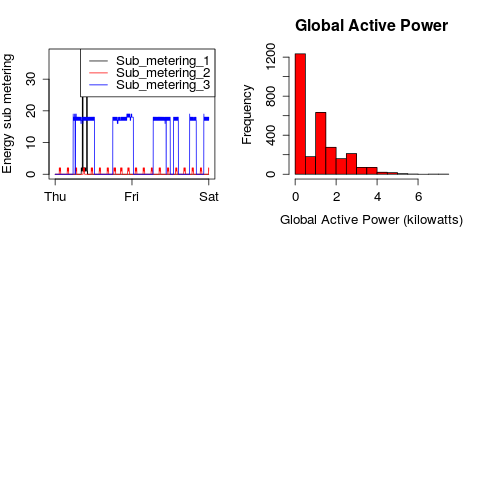 Energy sub metering
0 10 20 30
Sub_metering_1
Sub_metering_2
Sub_metering_3
Thu Fri Sat
Global Active Power
Frequency
0 400 800 1200
0 2 4 6
Global Active Power (kilowatts)